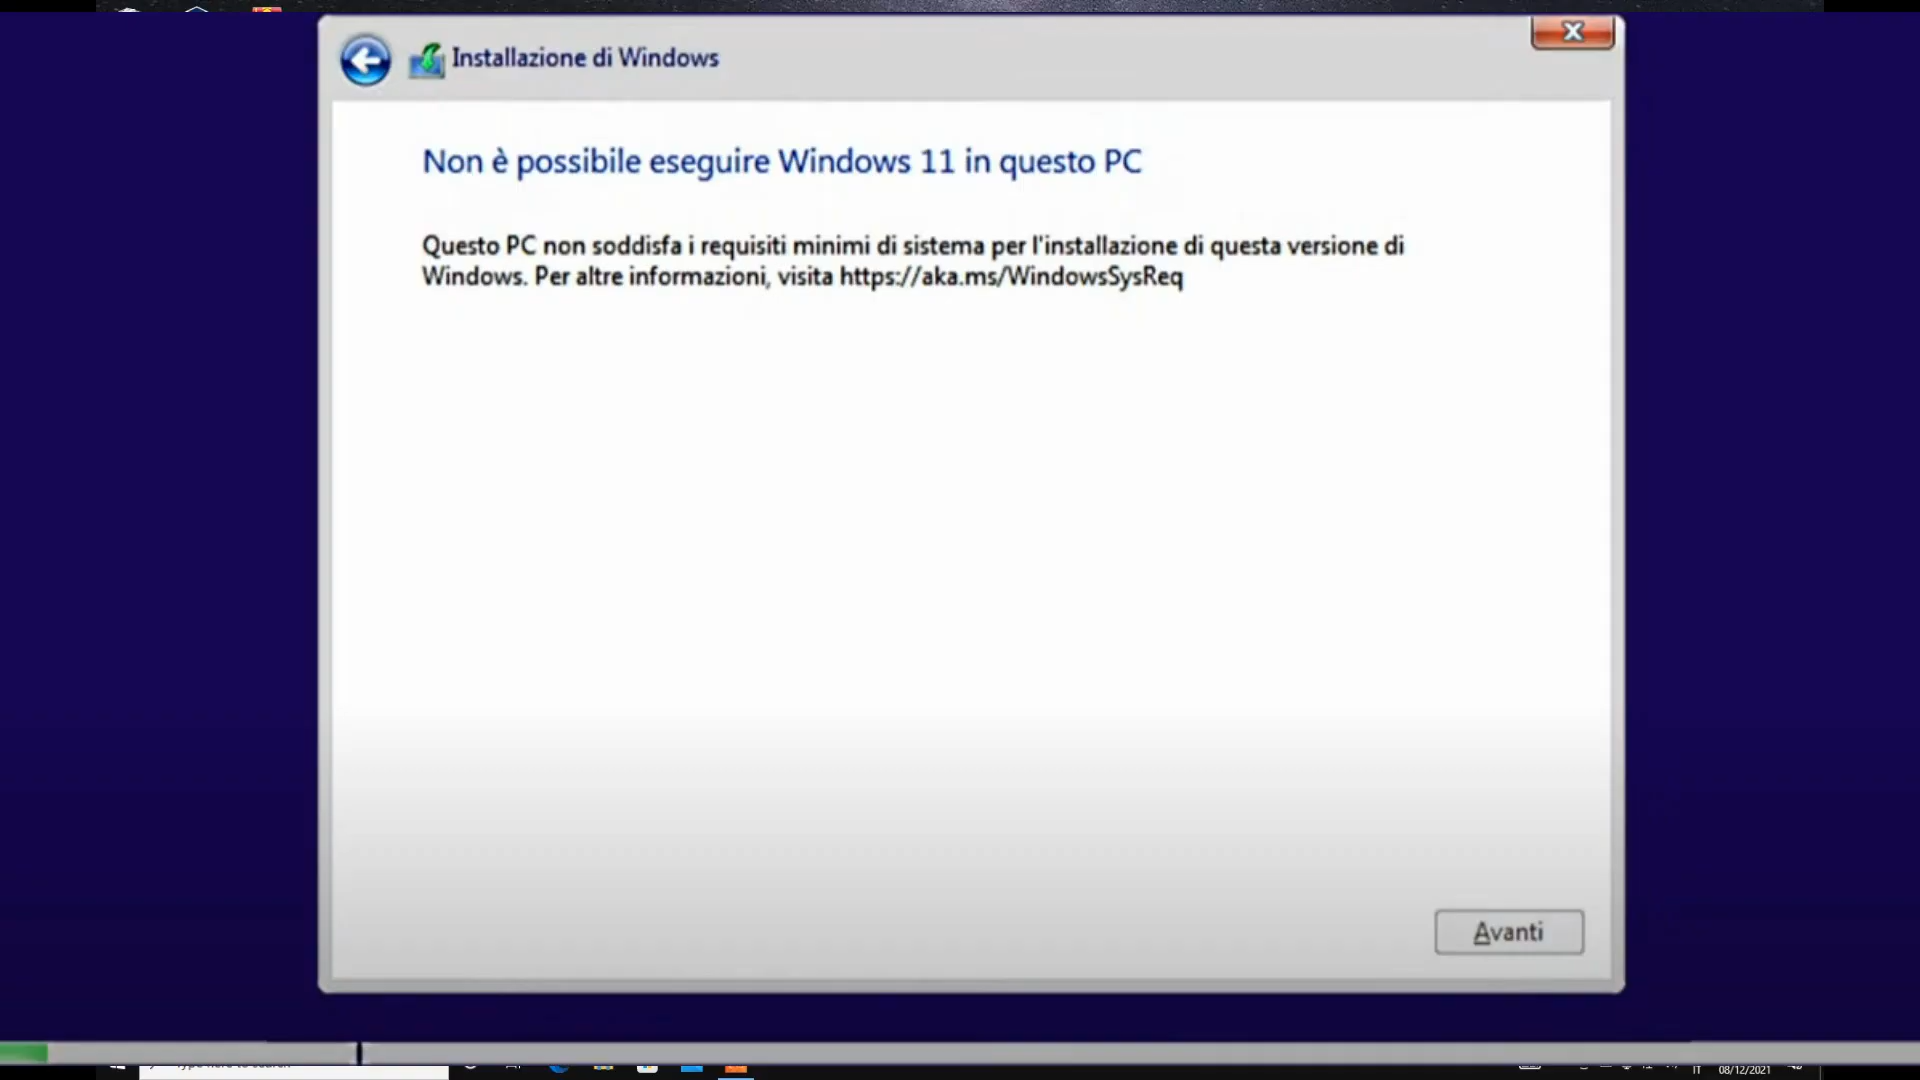 Installazione di Windows
Non è possibile eseguire Windows 11 in questo PC
Questo PC non soddisfa i requisiti minimi di sistema per l'installazione di questa versione di
Windows. Per altre informazioni, visita https://aka.ms/WindowsSysReq
Avanti
IT 08/12/2021